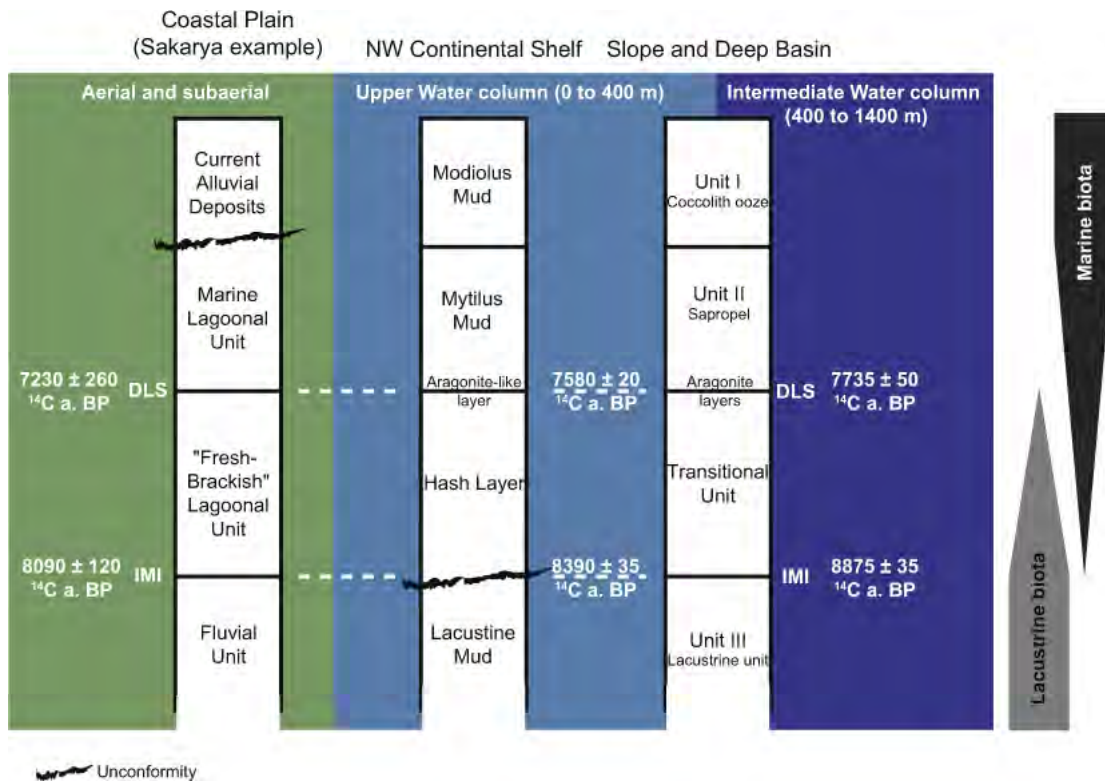 Coastal Plain
(Sakarya example)
NW Continental Shelf
Slope and Deep Basin
Aerial and subaerial
Upper Water column (0 to 400 m)
Intermediate Water column
(400 to 1400 m)
Current
Alluvial
Deposits
Marine
Lagoonal
Unit
"Fresh-
Brackish"
Lagoonal
Unit
Fluvial
Unit
7230 ± 260
¹⁴C a. BP
DLS
8090 ± 120
¹⁴C a. BP
IMI
Modiolus
Mud
Mytilus
Mud
Aragonite-like
layer
Hash Layer
Lacustine
Mud
7580 ± 20
¹⁴C a. BP
8390 ± 35
¹⁴C a. BP
Unit I
Coccolith ooze
Unit II
Sapropel
Aragonite
layers
Transitional
Unit
Unit III
Lacustrine unit
DLS
7735 ± 50
¹⁴C a. BP
IMI
8875 ± 35
¹⁴C a. BP
Marine biota
Lacustrine biota
Unconformity